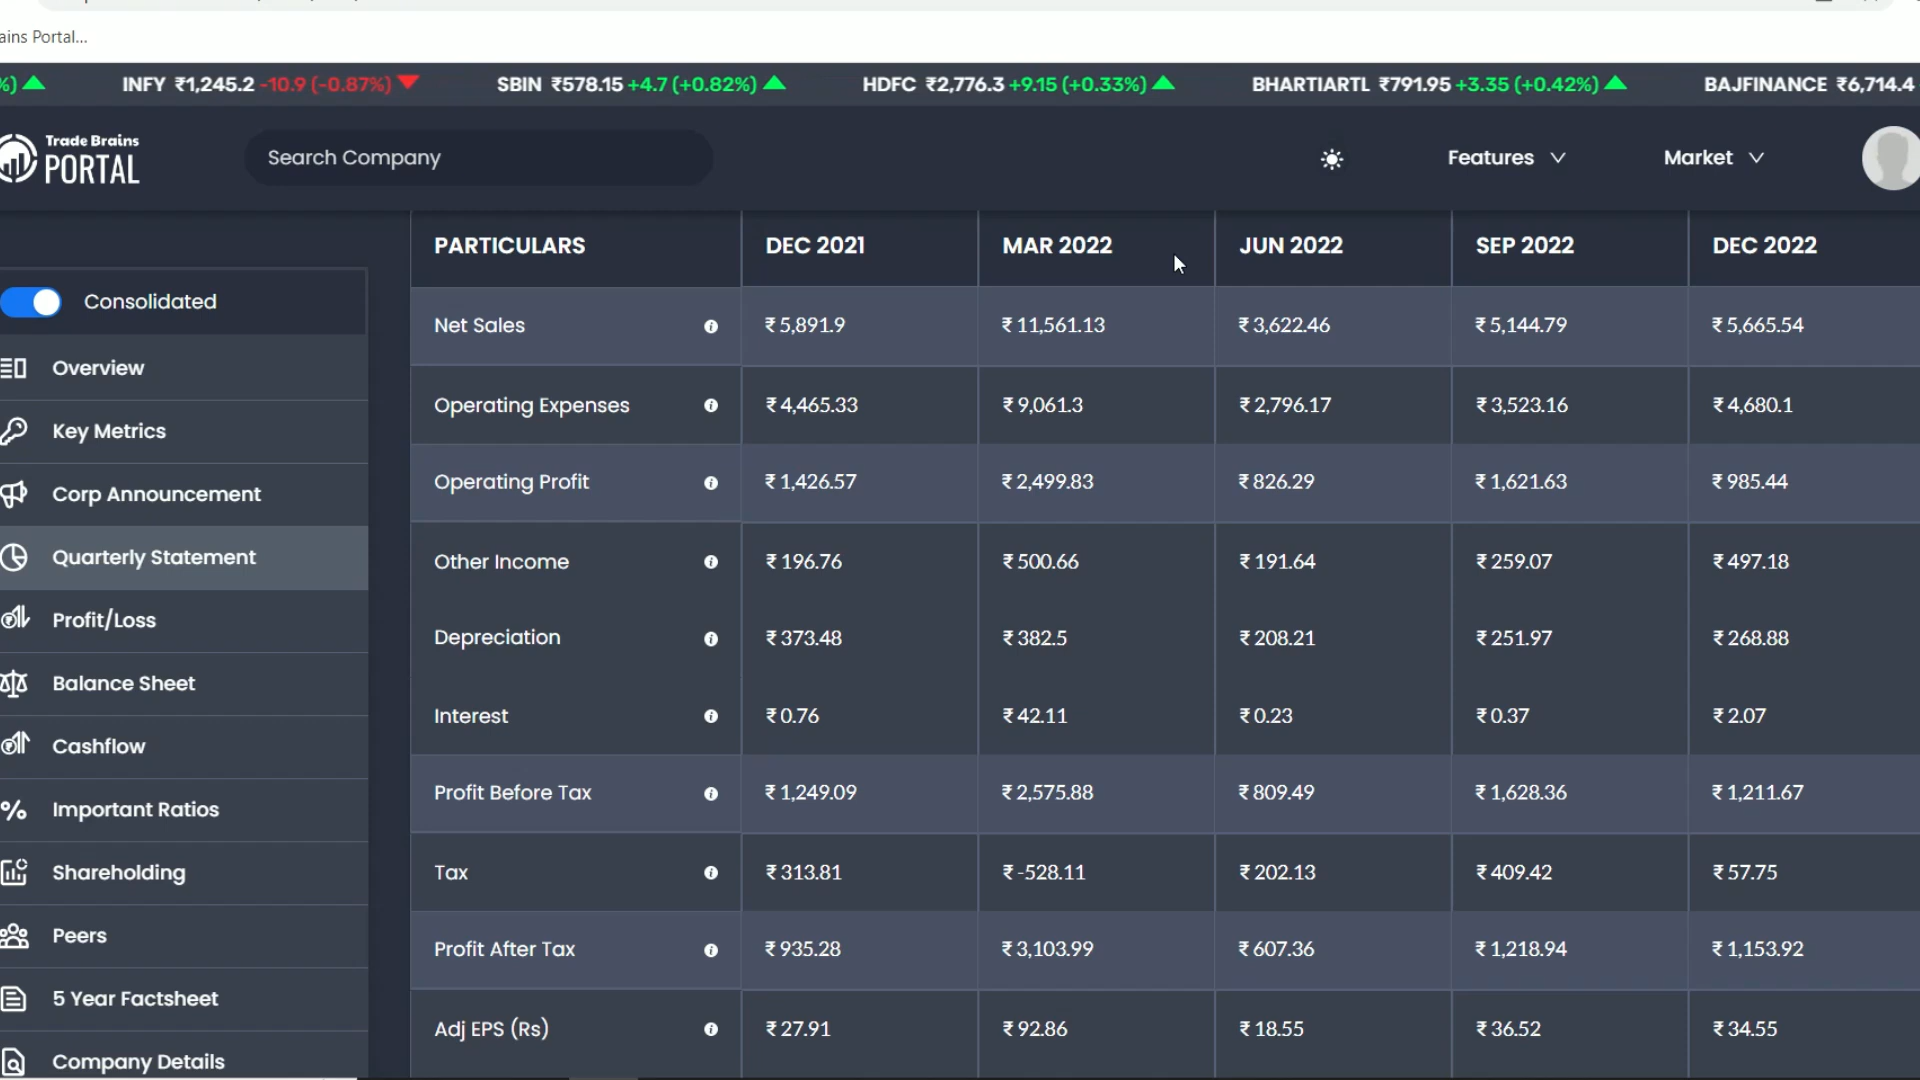 ains Portal...
%) INFY ₹1,245.2 -10.9 (-0.87%) SBIN ₹578.15 +4.7 (+0.82%) HDFC ₹2,776.3 +9.15 (+0.33%) BHARTIARTL ₹791.95 +3.35 (+0.42%) BAJFINANCE ₹6,714.4
Trade Brains
PORTAL
Search Company
Features
Market
Consolidated
Overview
Key Metrics
Corp Announcement
Quarterly Statement
Profit/Loss
Balance Sheet
Cashflow
Important Ratios
Shareholding
Peers
5 Year Factsheet
Company Details
PARTICULARS DEC 2021 MAR 2022 JUN 2022 SEP 2022 DEC 2022
Net Sales ₹ 5,891.9 ₹ 11,561.13 ₹ 3,622.46 ₹ 5,144.79 ₹ 5,665.54
Operating Expenses ₹ 4,465.33 ₹ 9,061.3 ₹ 2,796.17 ₹ 3,523.16 ₹ 4,680.1
Operating Profit ₹ 1,426.57 ₹ 2,499.83 ₹ 826.29 ₹ 1,621.63 ₹ 985.44
Other Income ₹ 196.76 ₹ 500.66 ₹ 191.64 ₹ 259.07 ₹ 497.18
Depreciation ₹ 373.48 ₹ 382.5 ₹ 208.21 ₹ 251.97 ₹ 268.88
Interest ₹ 0.76 ₹ 42.11 ₹ 0.23 ₹ 0.37 ₹ 2.07
Profit Before Tax ₹ 1,249.09 ₹ 2,575.88 ₹ 809.49 ₹ 1,628.36 ₹ 1,211.67
Tax ₹ 313.81 ₹ -528.11 ₹ 202.13 ₹ 409.42 ₹ 57.75
Profit After Tax ₹ 935.28 ₹ 3,103.99 ₹ 607.36 ₹ 1,218.94 ₹ 1,153.92
Adj EPS (Rs) ₹ 27.91 ₹ 92.86 ₹ 18.55 ₹ 36.52 ₹ 34.55